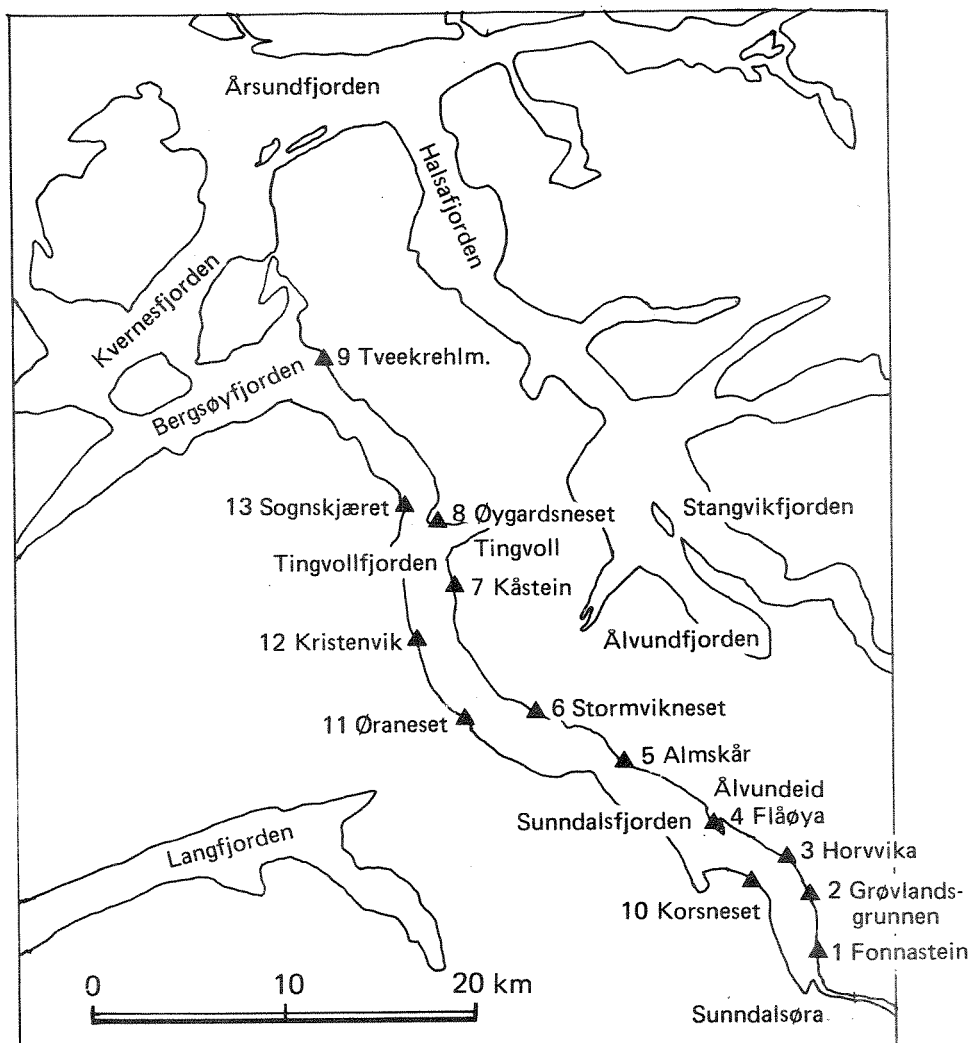 Årsundfjorden
Halsafjorden
Kvernesfjorden
9 Tveekrehlm.
Bergsøyfjorden
13 Sognskjæret
8 Øygardsneset
Stangvikfjorden
Tingvoll
Tingvollfjorden
7 Kåstein
12 Kristenvik
Ålvundfjorden
6 Stormvikneset
11 Øraneset
5 Almskår
Ålvundeid
Sunndalsfjorden
4 Flåøya
Langfjorden
3 Horvvika
10 Korsneset
2 Grøvlands-
grunnen
1 Fonnastein
0 10 20 km
Sunndalsøra